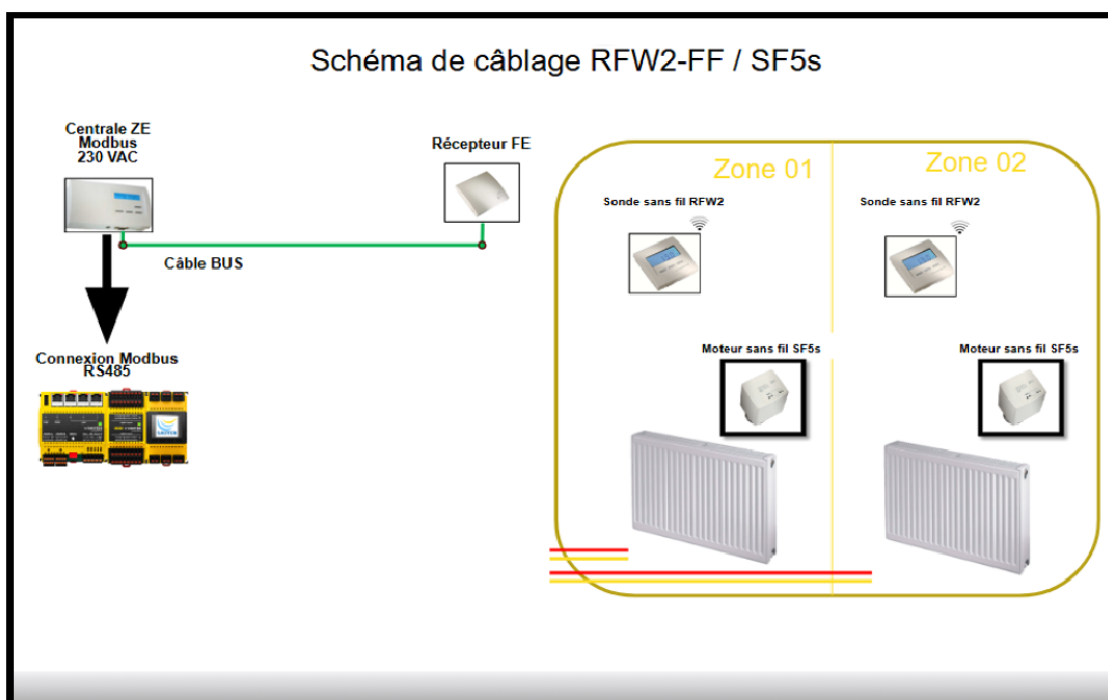 Schéma de câblage RFW2-FF / SF5s
Centrale ZE
Modbus
230 VAC
Récepteur FE
Câble BUS
Connexion Modbus
RS485
Zone 01
Zone 02
Sonde sans fil RFW2
Sonde sans fil RFW2
Moteur sans fil SF5s
Moteur sans fil SF5s